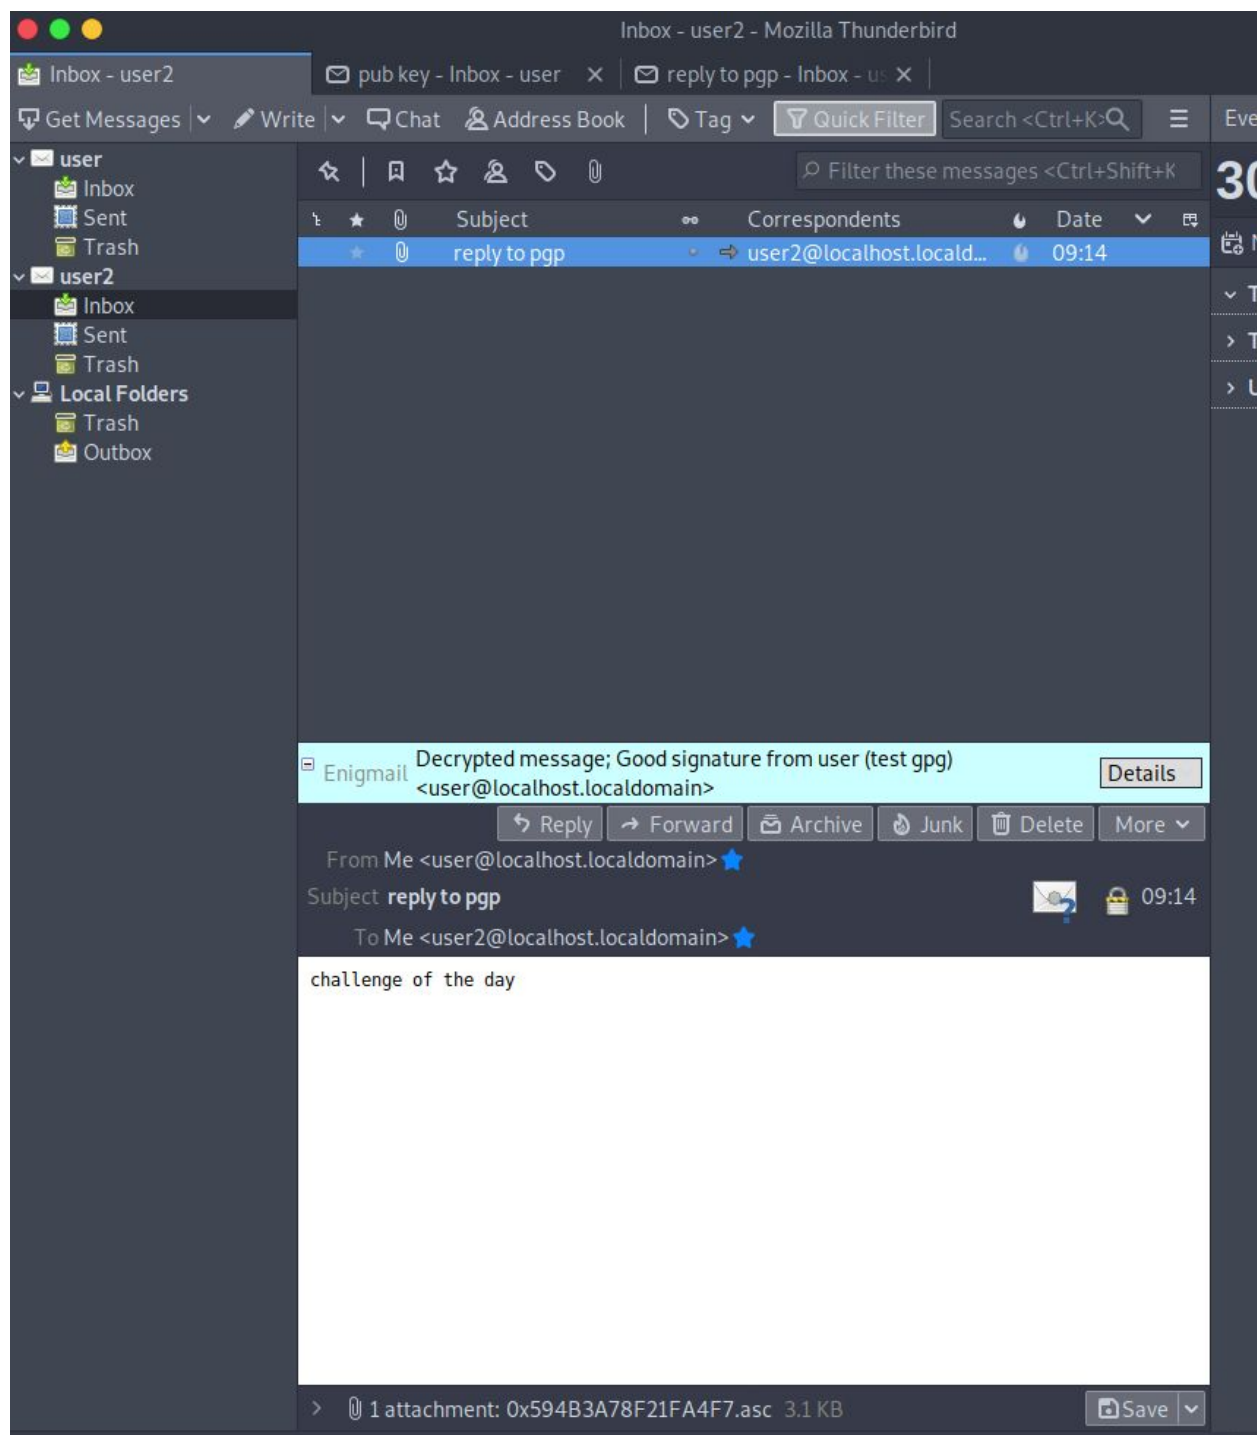 Inbox - user2 - Mozilla Thunderbird
Inbox - user2
pub key - Inbox - user
reply to pgp - Inbox - us
Get Messages
Write
Chat
Address Book
Tag
Quick Filter
Search <Ctrl+K>
Eve
user
Inbox
Sent
Trash
user2
Inbox
Sent
Trash
Local Folders
Trash
Outbox
Filter these messages <Ctrl+Shift+K
30
Subject
Correspondents
Date
reply to pgp
user2@localhost.locald...
09:14
Enigmail
Decrypted message; Good signature from user (test gpg)
<user@localhost.localdomain>
Details
Reply
Forward
Archive
Junk
Delete
More
From Me <user@localhost.localdomain>
Subject reply to pgp
09:14
To Me <user2@localhost.localdomain>
challenge of the day
1 attachment: 0x594B3A78F21FA4F7.asc 3.1 KB
Save